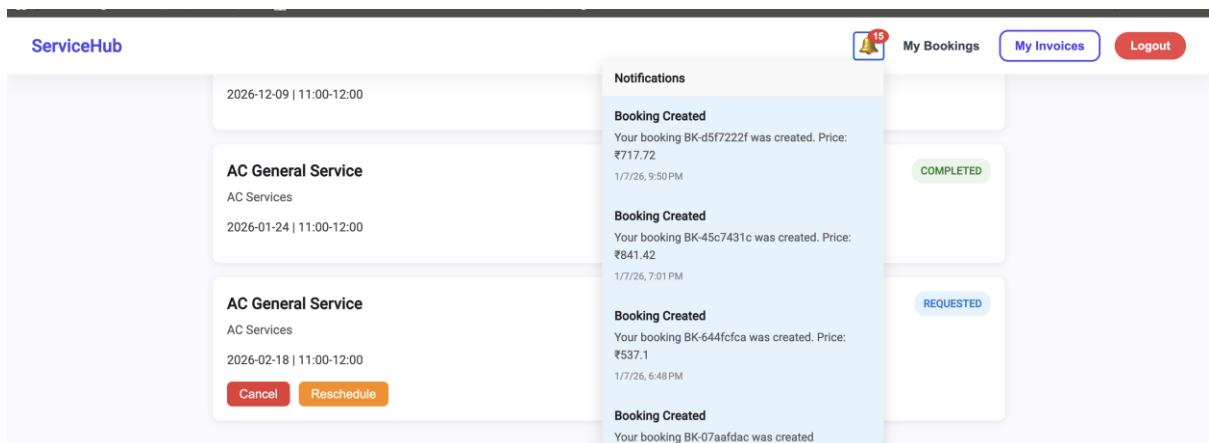 ServiceHub
15
My Bookings
My Invoices
Logout
2026-12-09 | 11:00-12:00
AC General Service
COMPLETED
AC Services
2026-01-24 | 11:00-12:00
AC General Service
REQUESTED
AC Services
2026-02-18 | 11:00-12:00
Cancel
Reschedule
Notifications
Booking Created
Your booking BK-d5f7222f was created. Price:
₹717.72
1/7/26, 9:50 PM
Booking Created
Your booking BK-45c7431c was created. Price:
₹841.42
1/7/26, 7:01 PM
Booking Created
Your booking BK-644fcfca was created. Price:
₹537.1
1/7/26, 6:48 PM
Booking Created
Your booking BK-07aafdac was created